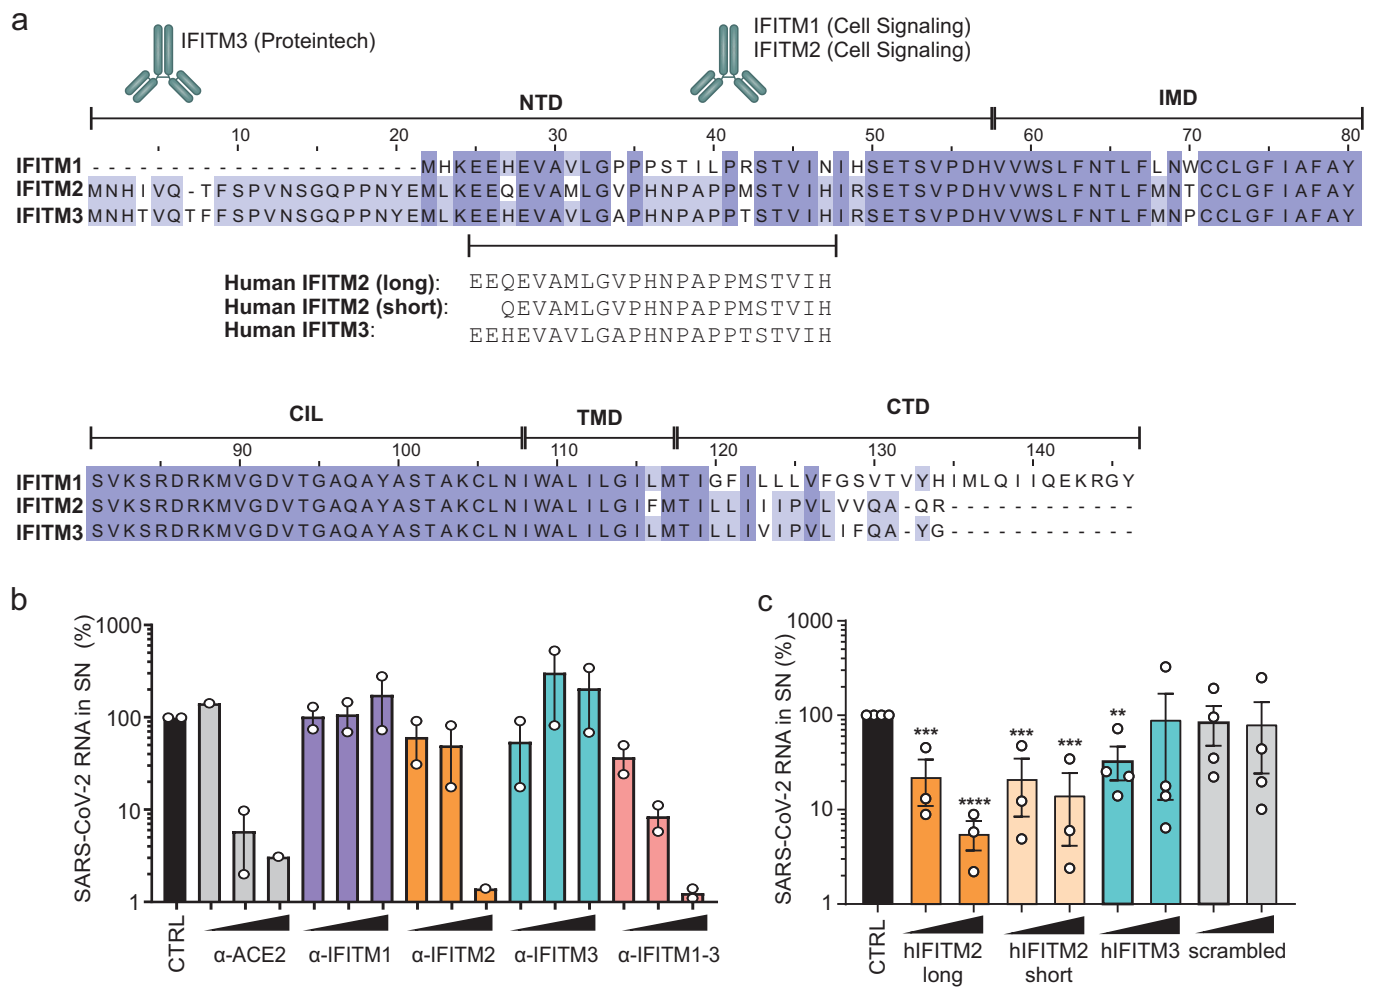 a
IFITM3 (Proteintech)
IFITM1 (Cell Signaling)
IFITM2 (Cell Signaling)
NTD IMD
10 20 30 40 50 60 70 80
IFITM1 ---------------------MHKEEHEVAVLGPPPSTILPRSTVINIHSETSVPDHVVWSLFNTLFLNWCCLGFIAFAY
IFITM2 MNHIVQ-TFSPVNSGQPPNYEMLKEEQEVAMLGVPHNPAPPMSTVIHIRSETSVPDHVVWSLFNTLFMNTCCLGFIAFAY
IFITM3 MNHTVQTFFSPVNSGQPPNYEMLKEEHEVAVLGAPHNPAPPTSTVIHIRSETSVPDHVVWSLFNTLFMNPCCLGFIAFAY
Human IFITM2 (long): EEQEVAMLGVPHNPAPPMSTVIH
Human IFITM2 (short): QEVAMLGVPHNPAPPMSTVIH
Human IFITM3: EEHEVAVLGAPHNPAPPTSTVIH
CIL TMD CTD
90 100 110 120 130 140
IFITM1 SVKSRDRKMVGDVTGAQAYASTAKCLNIWALILGILMTIGFILLLVFGSVTVYHIMLQIIQEKRGY
IFITM2 SVKSRDRKMVGDVTGAQAYASTAKCLNIWALILGIFMTILLIIIPVLVVQA-QR------------
IFITM3 SVKSRDRKMVGDVTGAQAYASTAKCLNIWALILGILMTILLIVIPVLIFQA-YG------------
b
SARS-CoV-2 RNA in SN (%)
1000
100
10
1
CTRL α-ACE2 α-IFITM1 α-IFITM2 α-IFITM3 α-IFITM1-3
c
SARS-CoV-2 RNA in SN (%)
1000
100
10
1
*** **** *** *** **
CTRL hIFITM2 long hIFITM2 short hIFITM3 scrambled